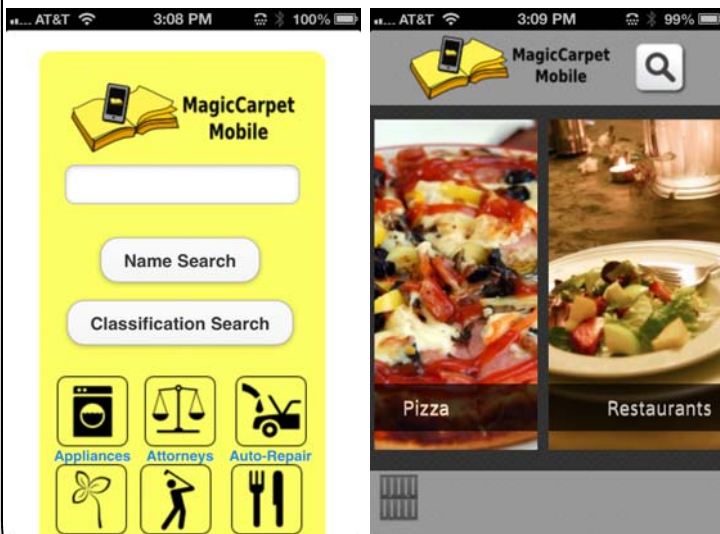 AT&T 3:08 PM 100%
MagicCarpet
Mobile
Name Search
Classification Search
Appliances Attorneys Auto-Repair
AT&T 3:09 PM 99%
MagicCarpet
Mobile
Pizza
Restaurants